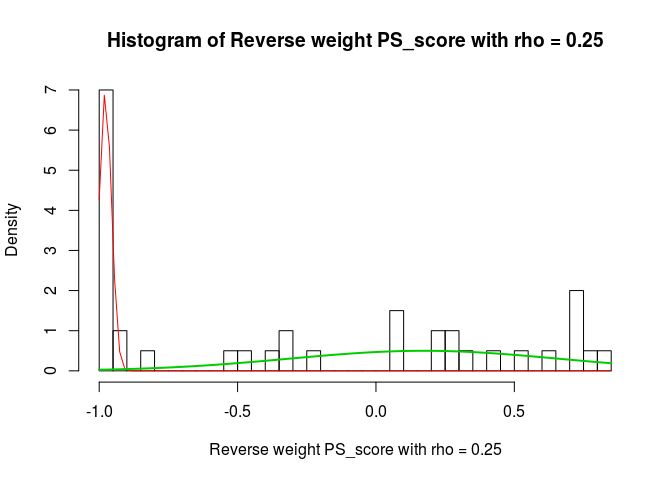 Histogram of Reverse weight PS_score with rho = 0.25
Density
7
6
5
4
3
2
1
0
-1.0 -0.5 0.0 0.5
Reverse weight PS_score with rho = 0.25